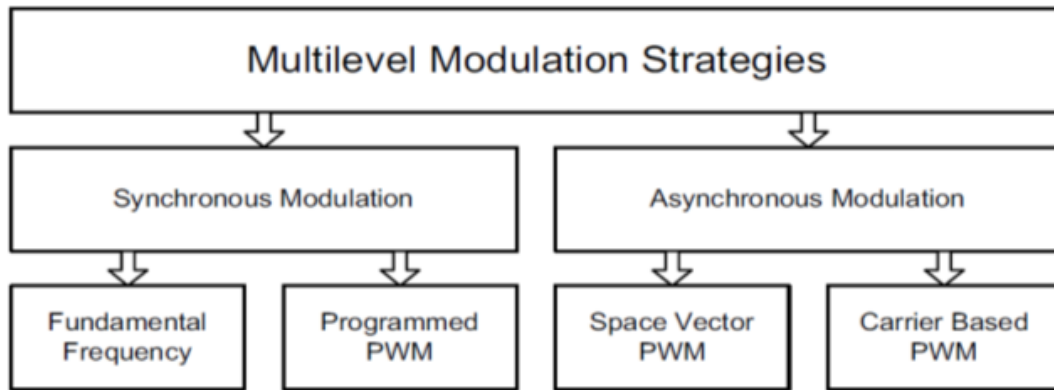 Multilevel Modulation Strategies
Synchronous Modulation
Asynchronous Modulation
Fundamental
Frequency
Programmed
PWM
Space Vector
PWM
Carrier Based
PWM